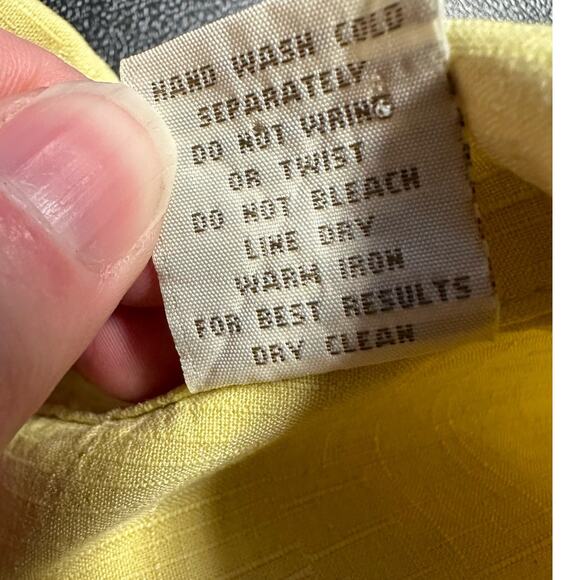 HAND WASH COLD
SEPARATELY
DO NOT WRING
OR TWIST
DO NOT BLEACH
LINE DRY
WARM IRON
FOR BEST RESULTS
DRY CLEAN